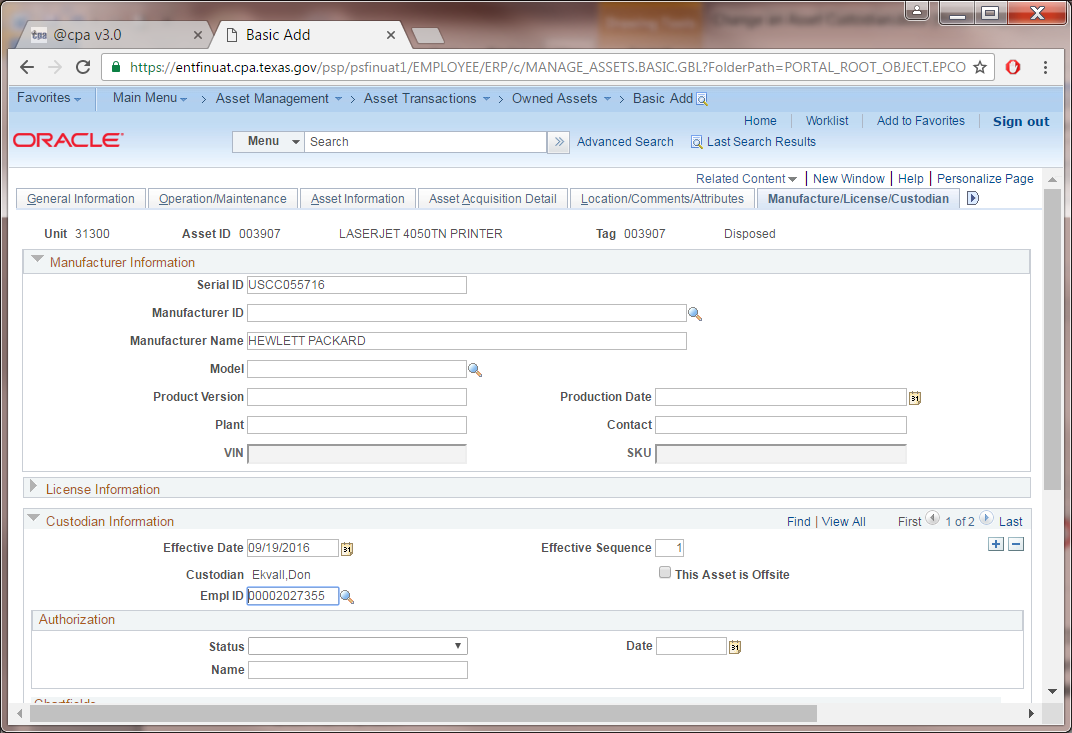 @cpa v3.0 Basic Add
https://entfinuat.cpa.texas.gov/psp/psfinuat1/EMPLOYEE/ERP/c/MANAGE_ASSETS.BASIC.GBL?FolderPath=PORTAL_ROOT_OBJECT.EPCO
Favorites Main Menu > Asset Management > Asset Transactions > Owned Assets > Basic Add
Home Worklist Add to Favorites Sign out
ORACLE Menu Search Advanced Search Last Search Results
Related Content New Window Help Personalize Page
General Information Operation/Maintenance Asset Information Asset Acquisition Detail Location/Comments/Attributes Manufacture/License/Custodian
Unit 31300 Asset ID 003907 LASERJET 4050TN PRINTER Tag 003907 Disposed
Manufacturer Information
Serial ID USCC055716
Manufacturer ID
Manufacturer Name HEWLETT PACKARD
Model
Product Version Production Date
Plant Contact
VIN SKU
License Information
Custodian Information Find | View All First 1 of 2 Last
Effective Date 09/19/2016 Effective Sequence 1
Custodian Ekvall,Don This Asset is Offsite
Empl ID 00002027355
Authorization
Status Date
Name
Chartfields